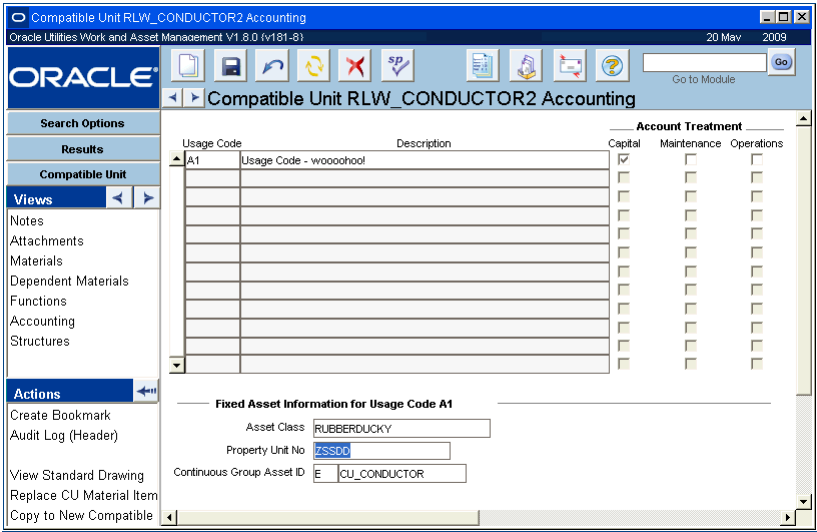 Compatible Unit RLW_CONDUCTOR2 Accounting
Oracle Utilities Work and Asset Management V1.8.0 (v181-8) 20 May 2009
ORACLE
sp
Go
Go to Module
Compatible Unit RLW_CONDUCTOR2 Accounting
Search Options
Results
Compatible Unit
Views
Notes
Attachments
Materials
Dependent Materials
Functions
Accounting
Structures
Actions
Create Bookmark
Audit Log (Header)
View Standard Drawing
Replace CU Material Item
Copy to New Compatible
Account Treatment
Usage Code Description Capital Maintenance Operations
A1 Usage Code - woooohoo!
Fixed Asset Information for Usage Code A1
Asset Class RUBBERDUCKY
Property Unit No ZSSDD
Continuous Group Asset ID E CU_CONDUCTOR